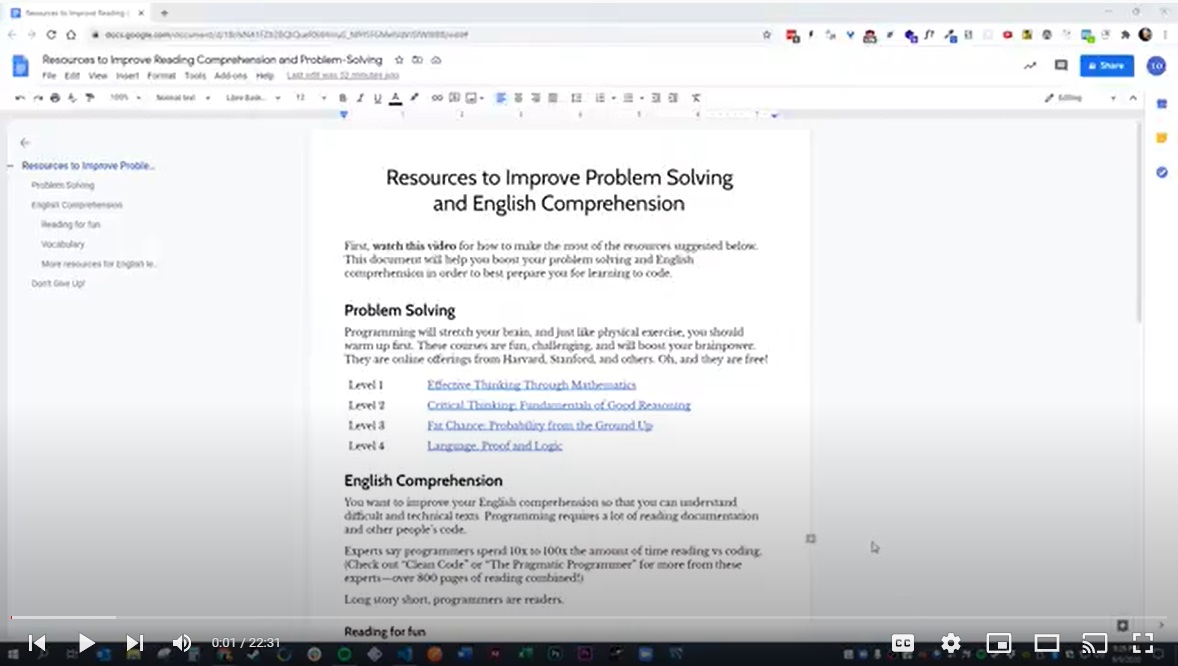 Resources to Improve Reading
Resources to Improve Reading Comprehension and Problem-Solving
File Edit View Insert Format Tools Add-ons Help Last edit was 52 minutes ago
Share
100% Normal text Libre Bask... 12 B I U A Editing
Resources to Improve Proble...
Problem Solving
English Comprehension
Reading for fun
Vocabulary
More resources for English le...
Don't Give Up!
Resources to Improve Problem Solving
and English Comprehension
First, watch this video for how to make the most of the resources suggested below.
This document will help you boost your problem solving and English
comprehension in order to best prepare you for learning to code.
Problem Solving
Programming will stretch your brain, and just like physical exercise, you should
warm up first. These courses are fun, challenging, and will boost your brainpower.
They are online offerings from Harvard, Stanford, and others. Oh, and they are free!
Level 1 Effective Thinking Through Mathematics
Level 2 Critical Thinking: Fundamentals of Good Reasoning
Level 3 Fat Chance: Probability from the Ground Up
Level 4 Language, Proof and Logic
English Comprehension
You want to improve your English comprehension so that you can understand
difficult and technical texts. Programming requires a lot of reading documentation
and other people's code.
Experts say programmers spend 10x to 100x the amount of time reading vs coding.
(Check out "Clean Code" or "The Pragmatic Programmer" for more from these
experts—over 800 pages of reading combined!)
Long story short, programmers are readers.
Reading for fun
0:01 / 22:31
CC